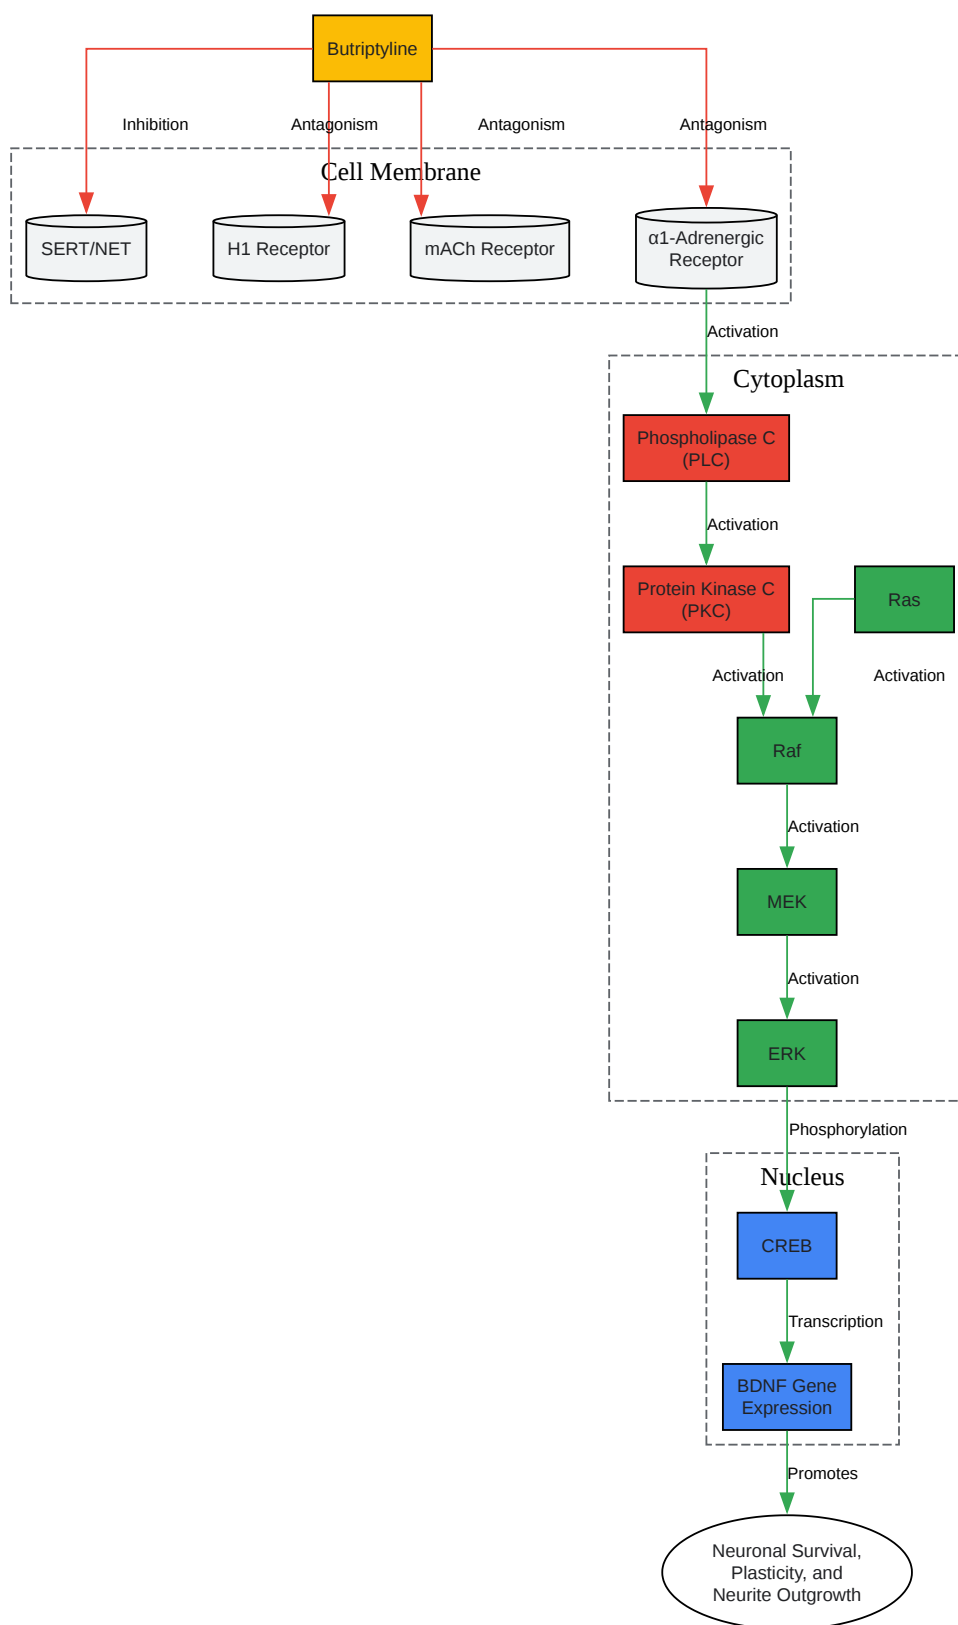 Butriptyline
Inhibition
Antagonism
Antagonism
Antagonism
Cell Membrane
SERT/NET
H1 Receptor
mACh Receptor
α1-Adrenergic
Receptor
Activation
Cytoplasm
Phospholipase C
(PLC)
Activation
Protein Kinase C
(PKC)
Ras
Activation
Activation
Raf
Activation
MEK
Activation
ERK
Phosphorylation
Nucleus
CREB
Transcription
BDNF Gene
Expression
Promotes
Neuronal Survival,
Plasticity, and
Neurite Outgrowth